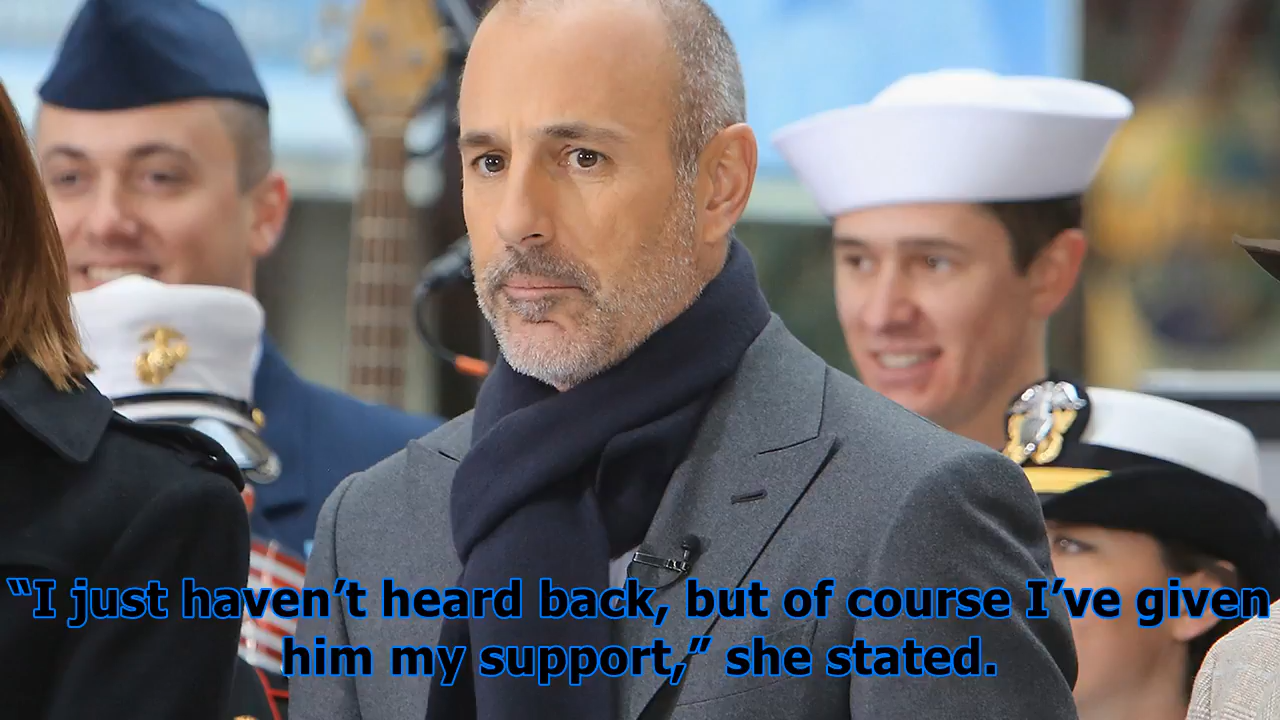 “I just haven’t heard back, but of course I’ve given
him my support,” she stated.